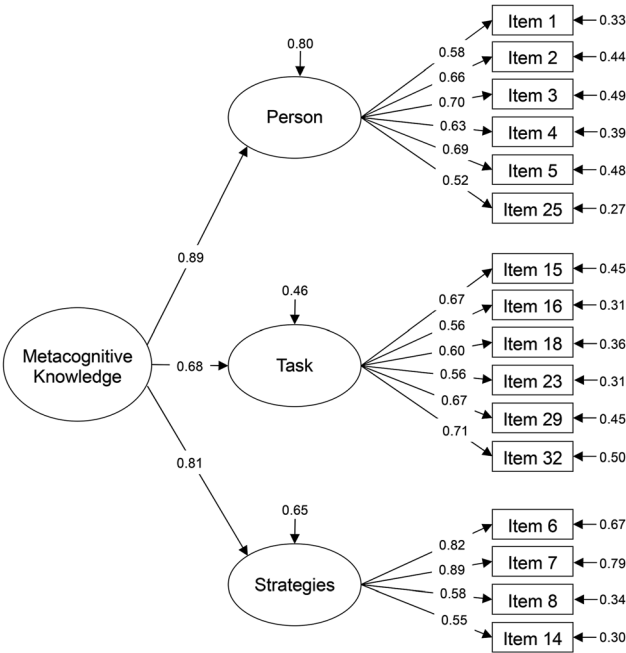 0.80
Person
0.58
0.66
0.70
0.63
0.69
0.52
Item 1
0.33
Item 2
0.44
Item 3
0.49
Item 4
0.39
Item 5
0.48
Item 25
0.27
0.89
Metacognitive
Knowledge
0.68
0.46
Task
0.67
0.56
0.60
0.56
0.67
0.71
Item 15
0.45
Item 16
0.31
Item 18
0.36
Item 23
0.31
Item 29
0.45
Item 32
0.50
0.81
0.65
Strategies
0.82
0.89
0.58
0.55
Item 6
0.67
Item 7
0.79
Item 8
0.34
Item 14
0.30